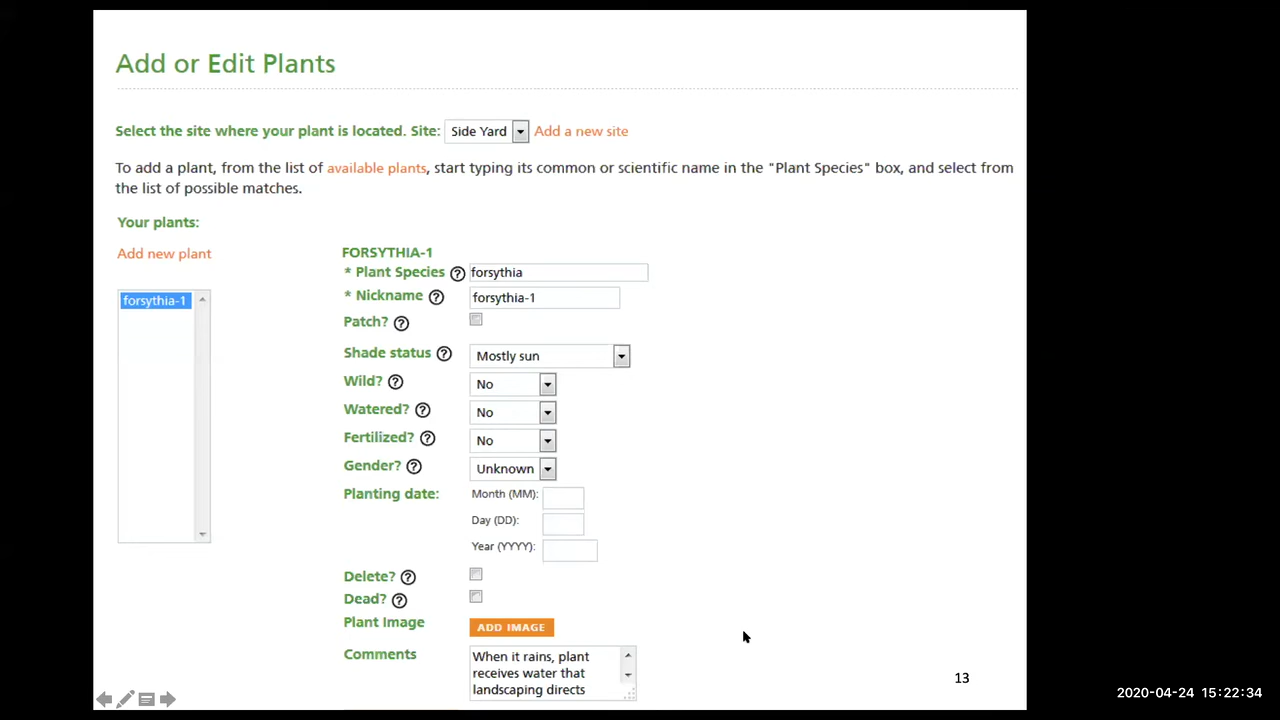 Add or Edit Plants
Select the site where your plant is located. Site: Side Yard Add a new site
To add a plant, from the list of available plants, start typing its common or scientific name in the "Plant Species" box, and select from
the list of possible matches.
Your plants:
Add new plant
forsythia-1
FORSYTHIA-1
* Plant Species ? forsythia
* Nickname ? forsythia-1
Patch? ?
Shade status ? Mostly sun
Wild? ? No
Watered? ? No
Fertilized? ? No
Gender? ? Unknown
Planting date: Month (MM):
Day (DD):
Year (YYYY):
Delete? ?
Dead? ?
Plant Image ADD IMAGE
Comments When it rains, plant
receives water that
landscaping directs
13
2020-04-24 15:22:34